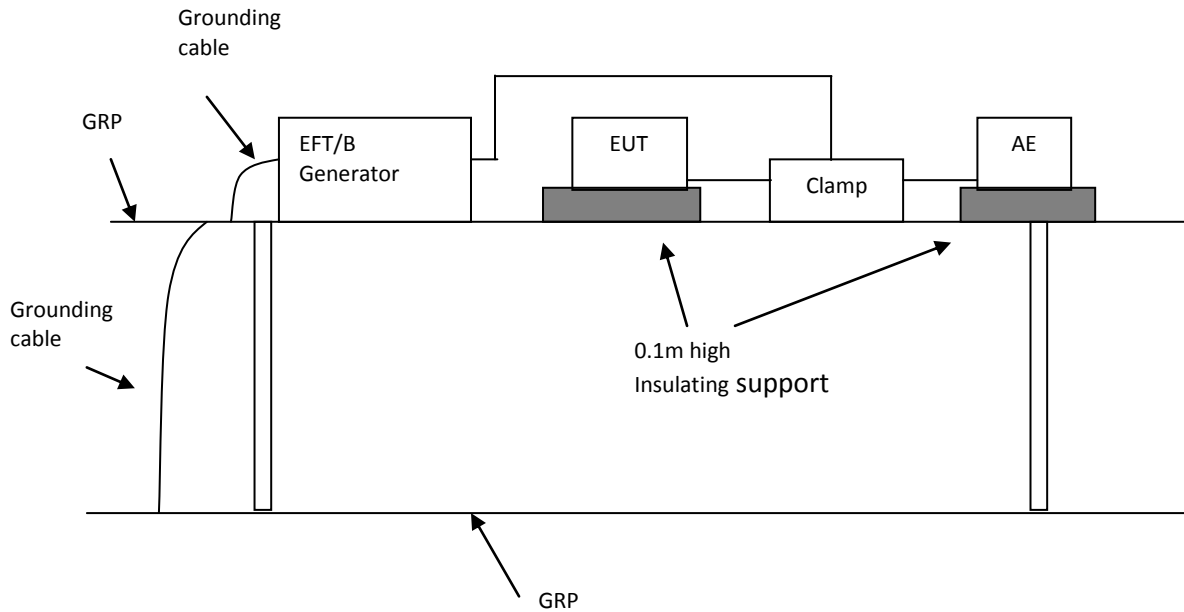 Grounding
cable
GRP
EFT/B
Generator
EUT
Clamp
AE
Grounding
cable
0.1m high
Insulating support
GRP